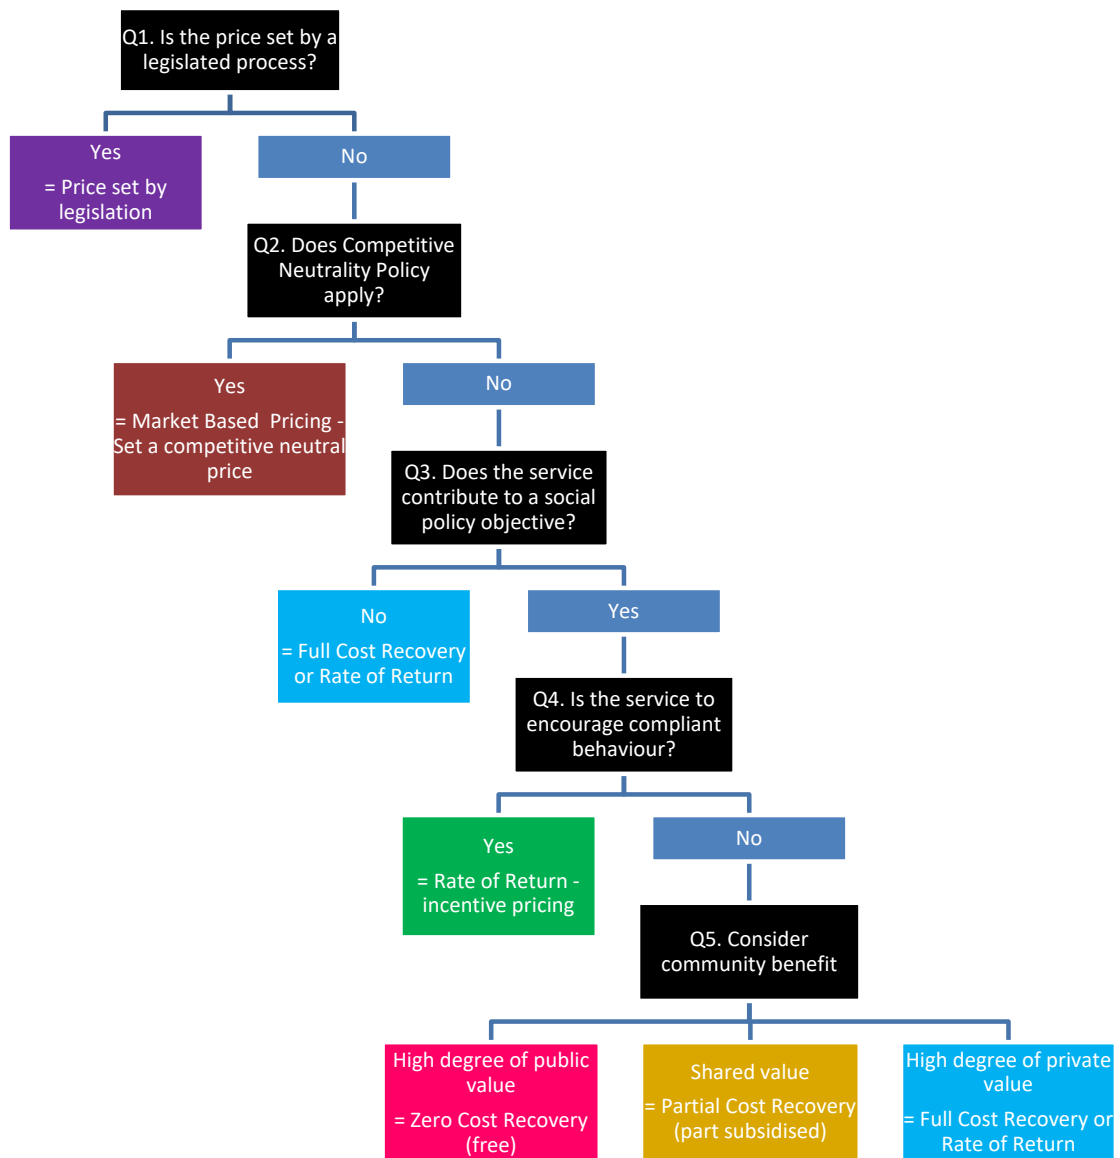 Q1. Is the price set by a
legislated process?
Yes
= Price set by
legislation
No
Q2. Does Competitive
Neutrality Policy
apply?
Yes
= Market Based  Pricing -
Set a competitive neutral
price
No
Q3. Does the service
contribute to a social
policy objective?
No
= Full Cost Recovery
or Rate of Return
Yes
Q4. Is the service to
encourage compliant
behaviour?
Yes
= Rate of Return -
incentive pricing
No
Q5. Consider
community benefit
High degree of public
value
= Zero Cost Recovery
(free)
Shared value
= Partial Cost Recovery
(part subsidised)
High degree of private
value
= Full Cost Recovery or
Rate of Return